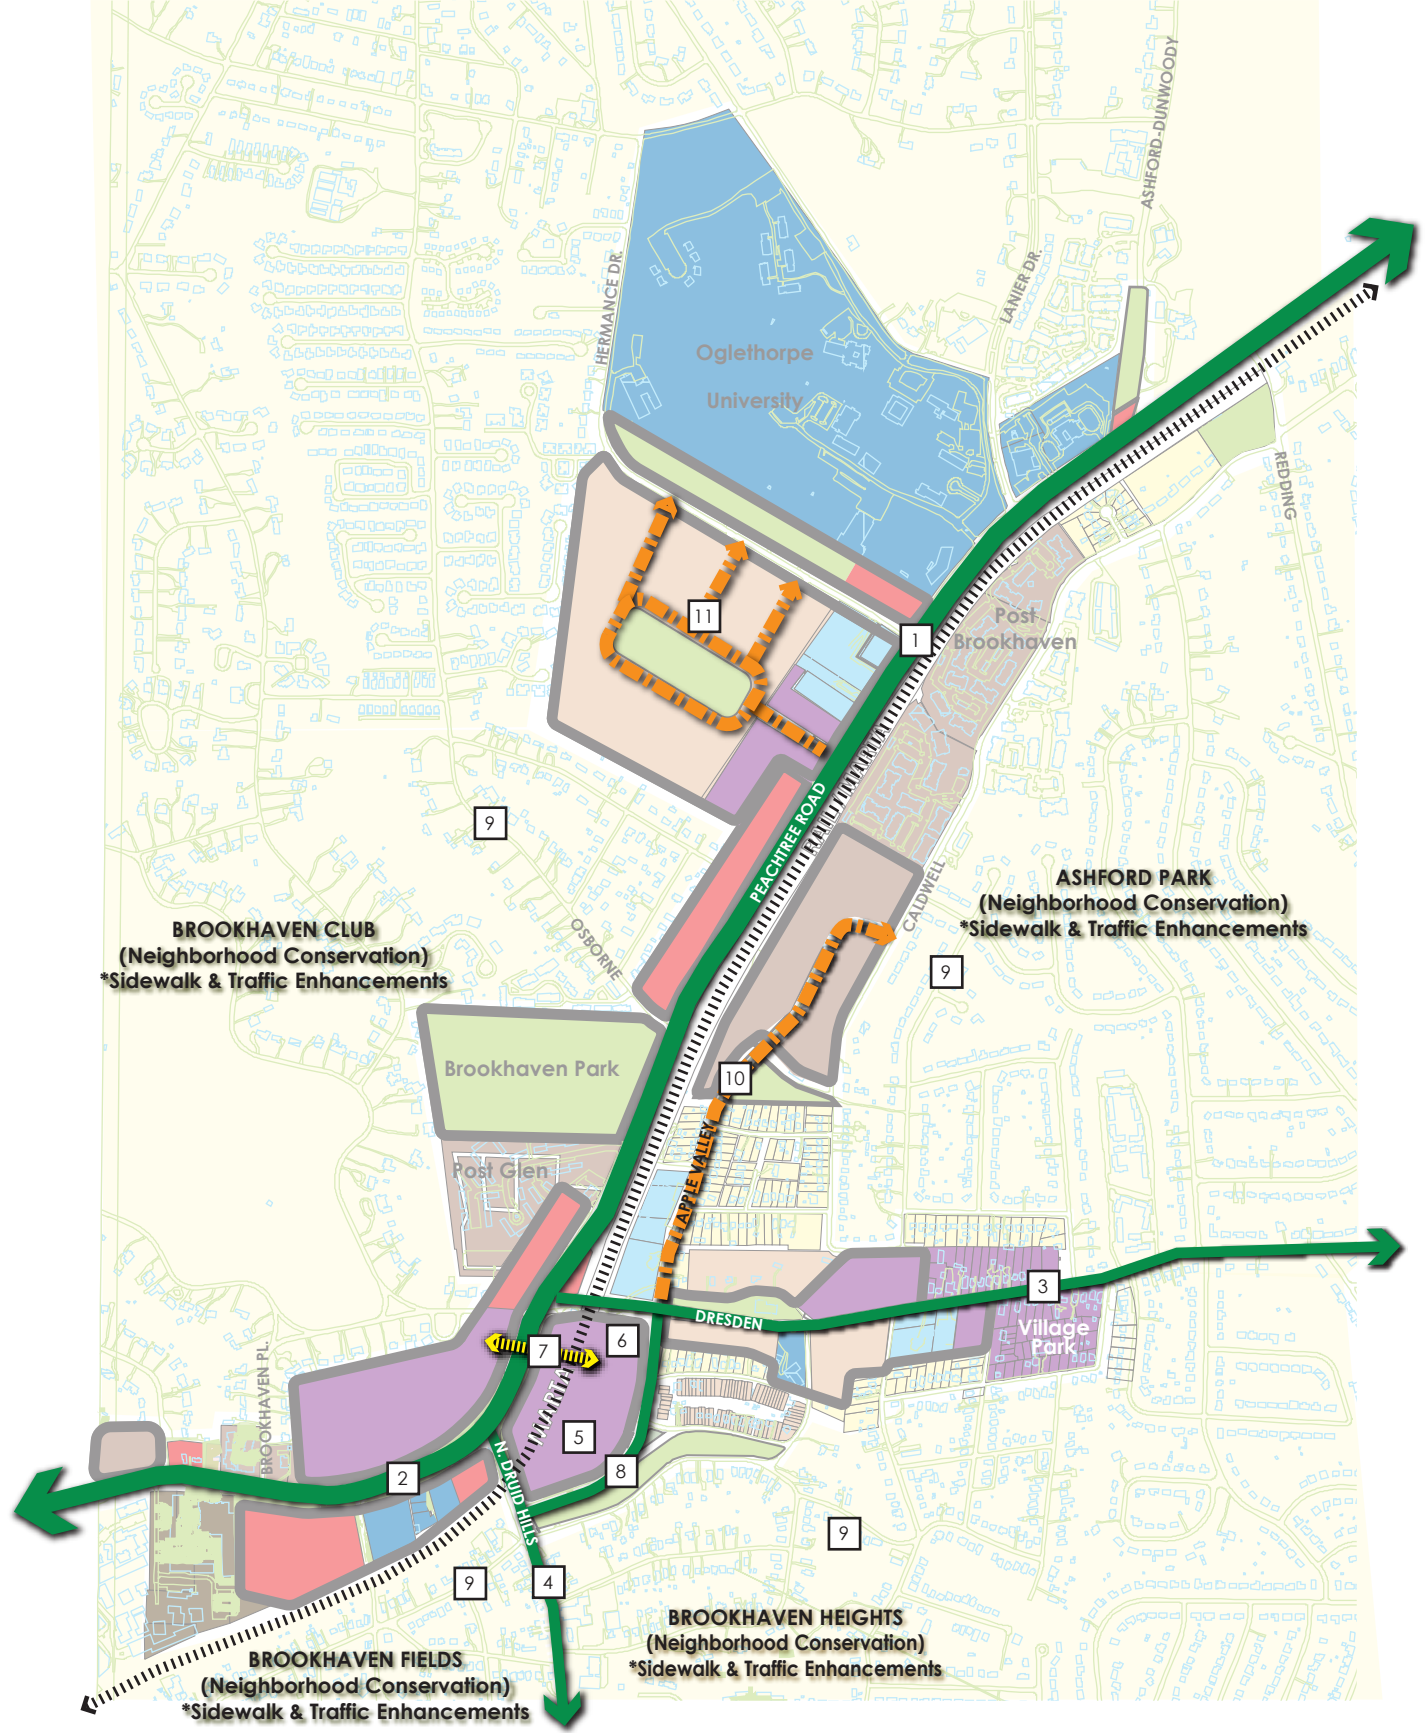 ASHFORD-DUNWOODY
HERMANCE DR.
LANIER DR.
Oglethorpe
University
REDDING
11
1
Post
Brookhaven
PEACHTREE ROAD
9
CALDWELL
ASHFORD PARK
(Neighborhood Conservation)
*Sidewalk & Traffic Enhancements
9
BROOKHAVEN CLUB
(Neighborhood Conservation)
*Sidewalk & Traffic Enhancements
OSBORNE
Brookhaven Park
10
Post Glen
APPLE VALLEY
3
DRESDEN
Village
Park
6
7
MARTA
BROOKHAVEN PL.
5
2
8
N. DRUID HILLS
9
9
4
BROOKHAVEN HEIGHTS
(Neighborhood Conservation)
*Sidewalk & Traffic Enhancements
BROOKHAVEN FIELDS
(Neighborhood Conservation)
*Sidewalk & Traffic Enhancements